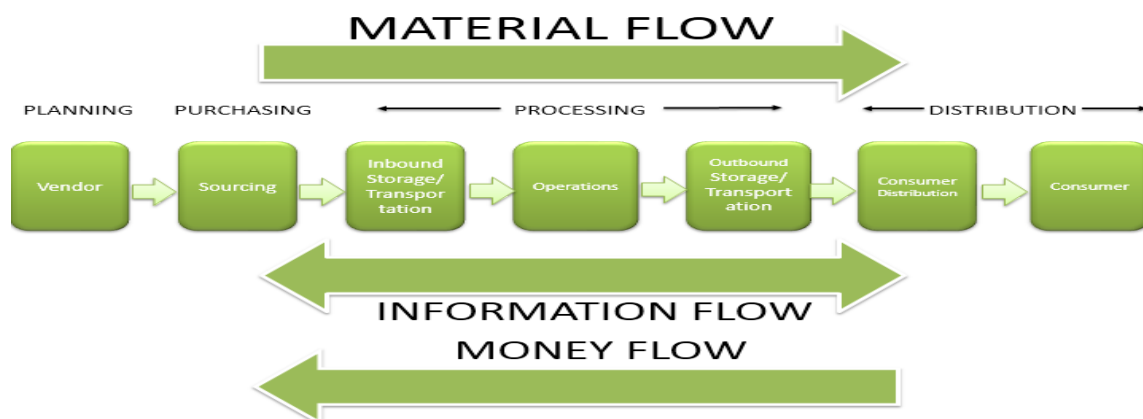 MATERIAL FLOW
PLANNING
PURCHASING
PROCESSING
DISTRIBUTION
Vendor
Sourcing
Inbound
Storage/
Transpor
tation
Operations
Outbound
Storage/
Transport
ation
Consumer
Distribution
Consumer
INFORMATION FLOW
MONEY FLOW